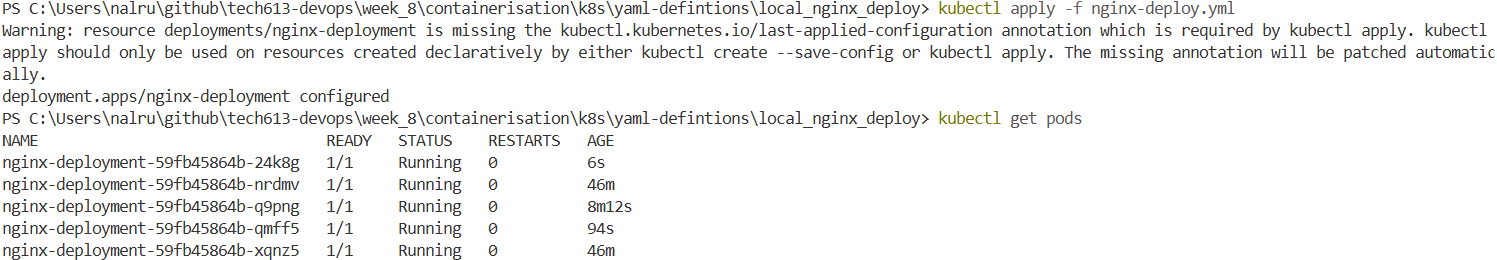 PS C:\Users\nalru\github\tech613-devops\week_8\containerisation\k8s\yaml-defintions\local_nginx_deploy> kubectl apply -f nginx-deploy.yml
Warning: resource deployments/nginx-deployment is missing the kubectl.kubernetes.io/last-applied-configuration annotation which is required by kubectl apply. kubectl
apply should only be used on resources created declaratively by either kubectl create --save-config or kubectl apply. The missing annotation will be patched automatic
ally.
deployment.apps/nginx-deployment configured
PS C:\Users\nalru\github\tech613-devops\week_8\containerisation\k8s\yaml-defintions\local_nginx_deploy> kubectl get pods
NAME                                READY   STATUS    RESTARTS   AGE
nginx-deployment-59fb45864b-24k8g   1/1     Running   0          6s
nginx-deployment-59fb45864b-nrdmv   1/1     Running   0          46m
nginx-deployment-59fb45864b-q9png   1/1     Running   0          8m12s
nginx-deployment-59fb45864b-qmff5   1/1     Running   0          94s
nginx-deployment-59fb45864b-xqnz5   1/1     Running   0          46m